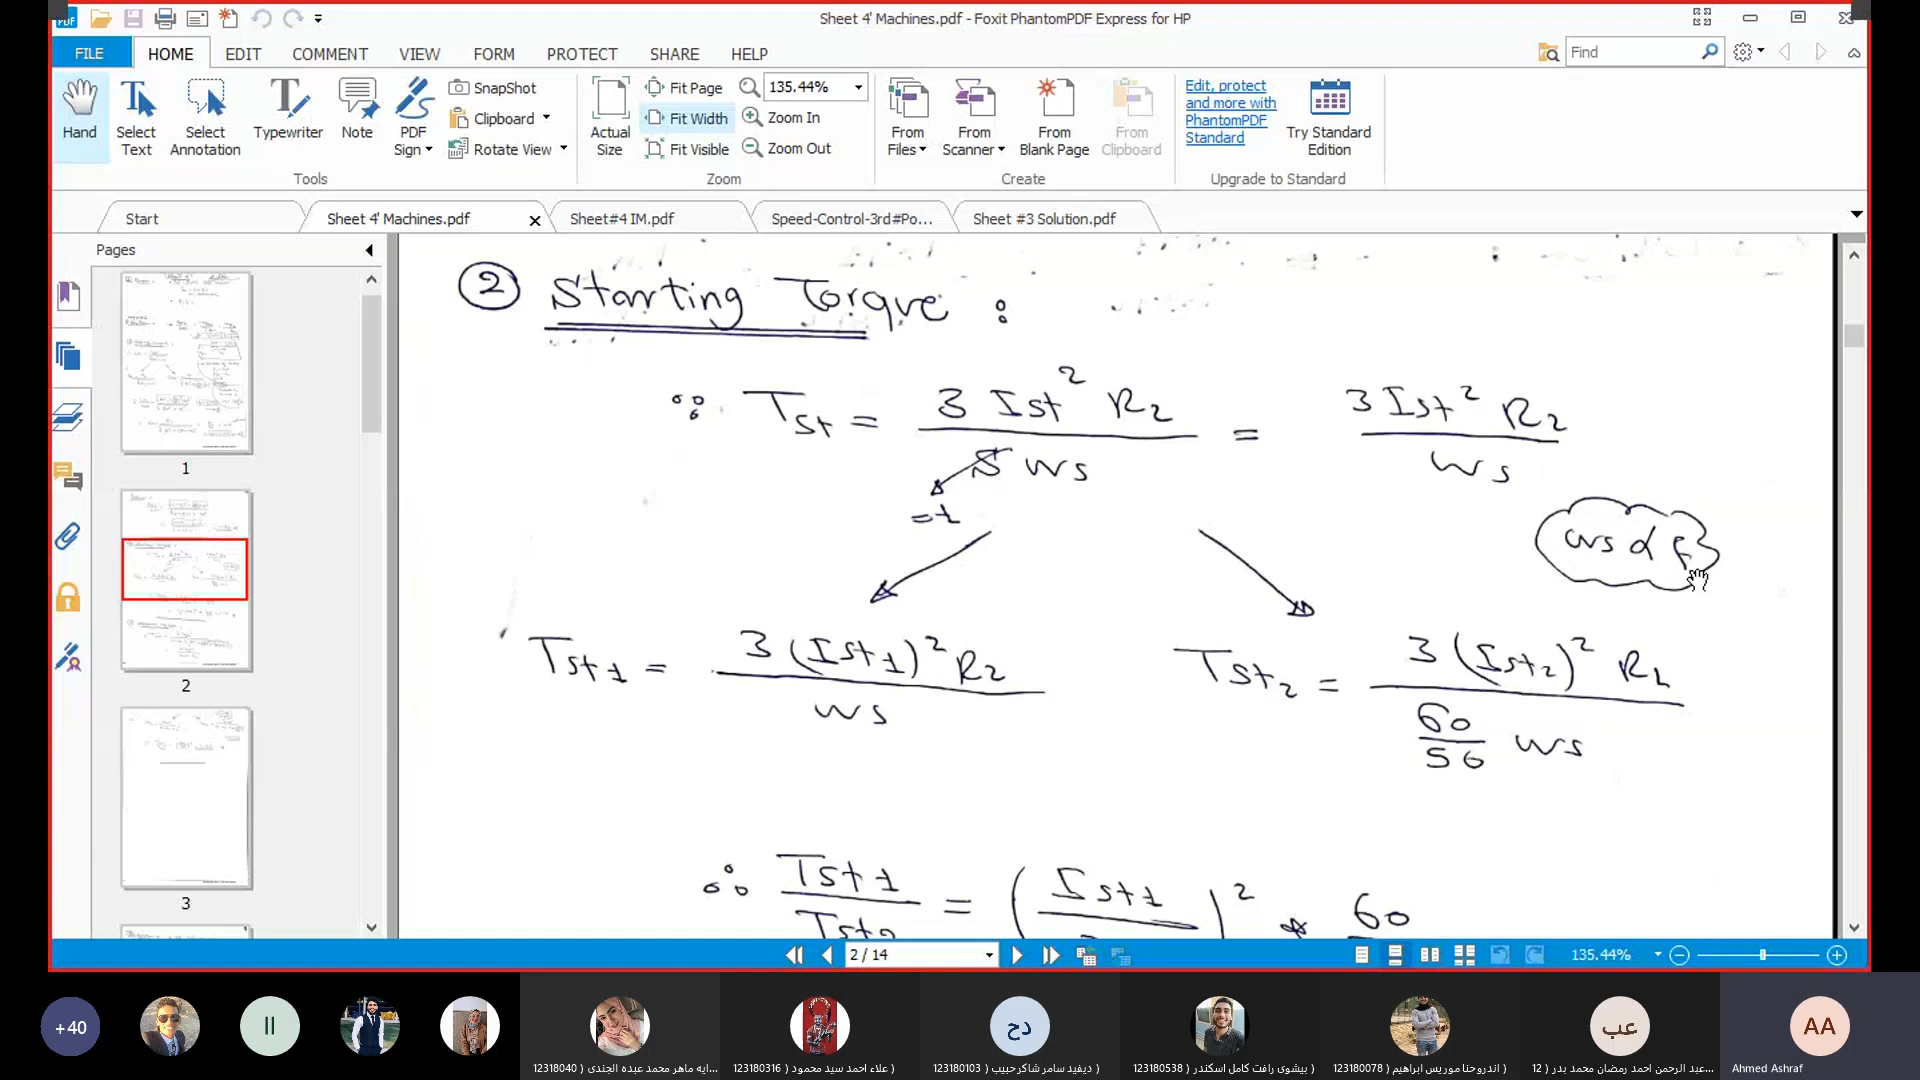 Sheet 4' Machines.pdf - Foxit PhantomPDF Express for HP
FILE HOME EDIT COMMENT VIEW FORM PROTECT SHARE HELP
Find
Hand
Select Text
Select Annotation
Typewriter
Note
PDF Sign
SnapShot
Clipboard
Rotate View
Tools
Actual Size
Fit Page
Fit Width
Fit Visible
135.44%
Zoom In
Zoom Out
Zoom
From Files
From Scanner
From Blank Page
From Clipboard
Create
Edit, protect and more with PhantomPDF Standard
Try Standard Edition
Upgrade to Standard
Start
Sheet 4' Machines.pdf
Sheet#4 IM.pdf
Speed-Control-3rd#Po...
Sheet #3 Solution.pdf
Pages
1
2
3
② Starting Torque :
∴ Tst = 3 Ist² R2 / S ws = 3 Ist² R2 / ws
=1
ws α f
Tst1 = 3 (Ist1)² R2 / ws
Tst2 = 3 (Ist2)² R2 / 60/56 ws
∴ Tst1 / Tst2 = ( Ist1 )² * 60
2 / 14
135.44%
+40
II
دح
عب
AA
ايه ماهر محمد عبده الجندى ( 12318040...
علاء احمد سيد محمود ( 123180316 )
ديفيد سامر شاكر حبيب ( 123180103 )
بيشوى رافت كامل اسكندر ( 123180538 )
اندروحنا موريس ابراهيم ( 123180078 )
عبد الرحمن احمد رمضان محمد بدر ( 12...
Ahmed Ashraf